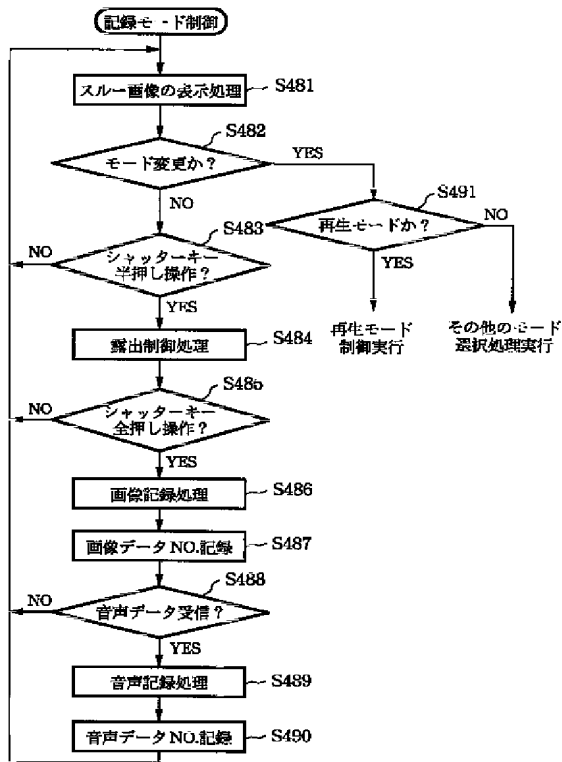 記録モード制御
スルー画像の表示処理
S481
S482
モード変更か?
YES
NO
S491
再生モードか?
NO
YES
再生モード
制御実行
その他のモード
選択処理実行
S483
シャッターキー
半押し操作?
NO
YES
露出制御処理
S484
S485
シャッターキー
全押し操作?
NO
YES
画像記録処理
S486
画像データNO.記録
S487
S488
音声データ受信?
NO
YES
音声記録処理
S489
音声データNO.記録
S490